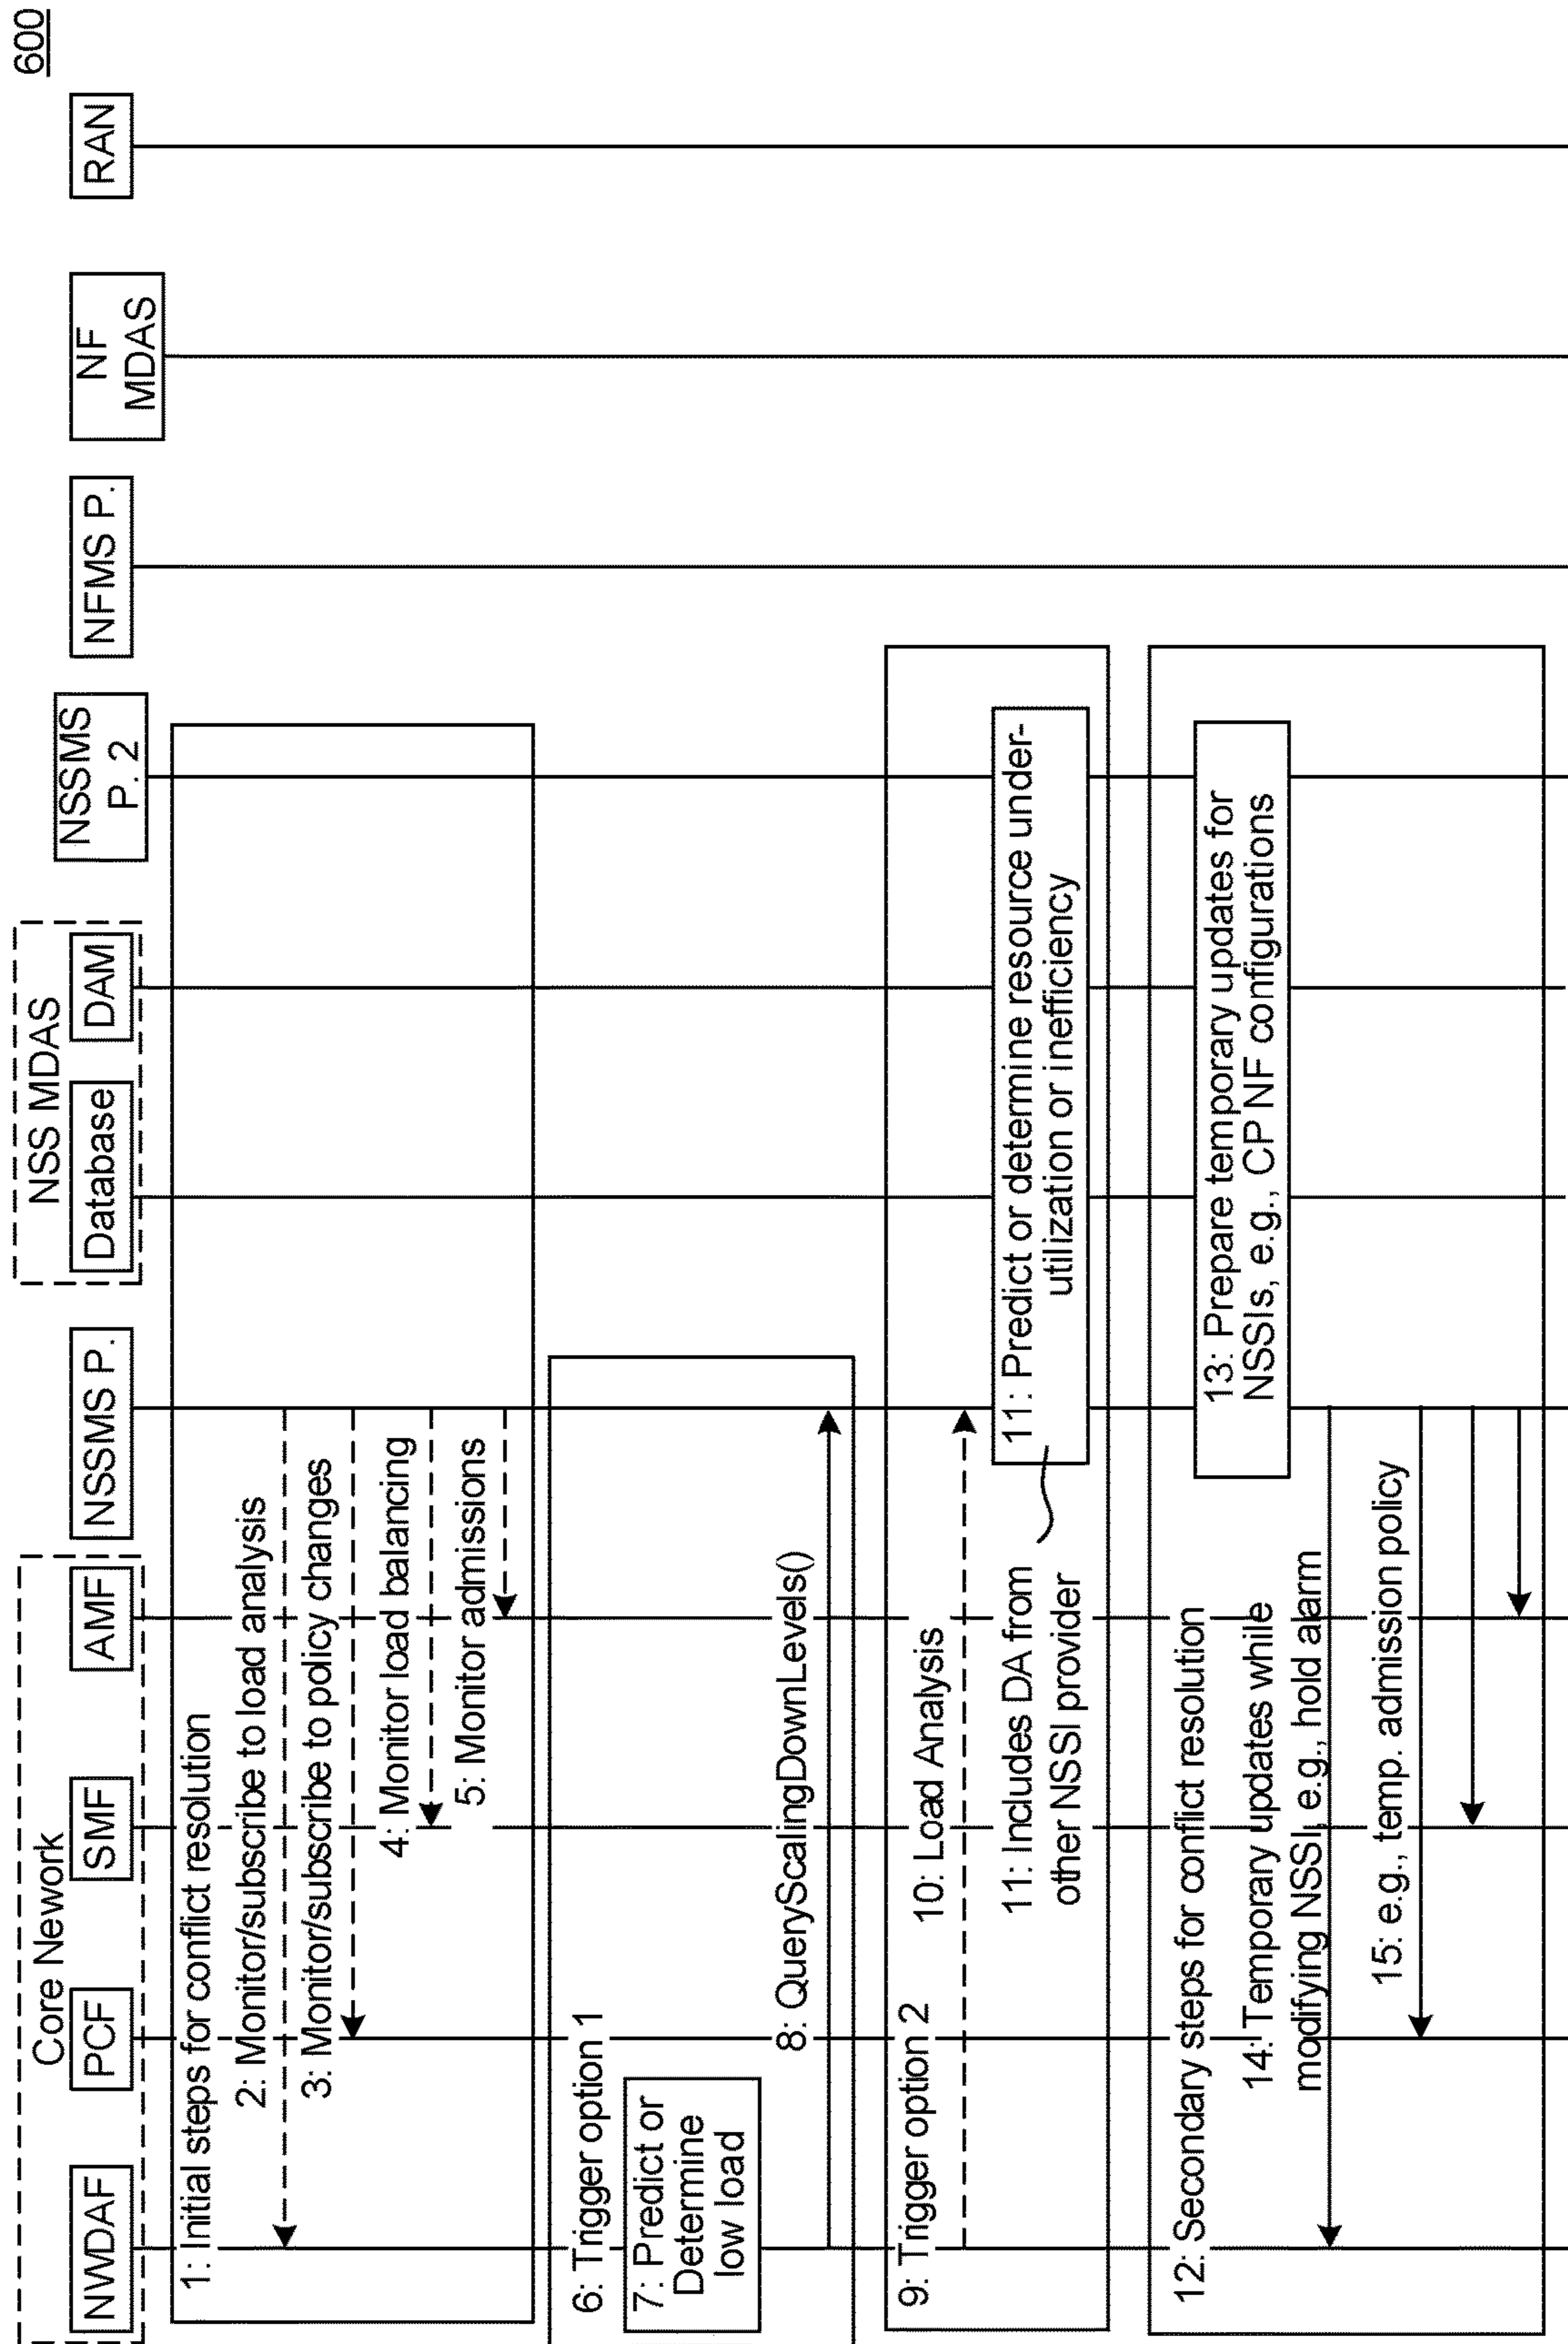 600
Core Nework
NSS MDAS
NWDAF
PCF
SMF
AMF
NSSMS P.
Database
DAM
NSSMS
P. 2
NFMS P.
NF
MDAS
RAN
1: Initial steps for conflict resolution
2: Monitor/subscribe to load analysis
3: Monitor/subscribe to policy changes
4: Monitor load balancing
5: Monitor admissions
6: Trigger option 1
7: Predict or
Determine
low load
8: QueryScalingDownLevels()
9: Trigger option 2
10: Load Analysis
11: Includes DA from
other NSSI provider
11: Predict or determine resource under-
utilization or inefficiency
12: Secondary steps for conflict resolution
13: Prepare temporary updates for
NSSIs, e.g., CP NF configurations
14: Temporary updates while
modifying NSSI, e.g., hold alarm
15: e.g., temp. admission policy